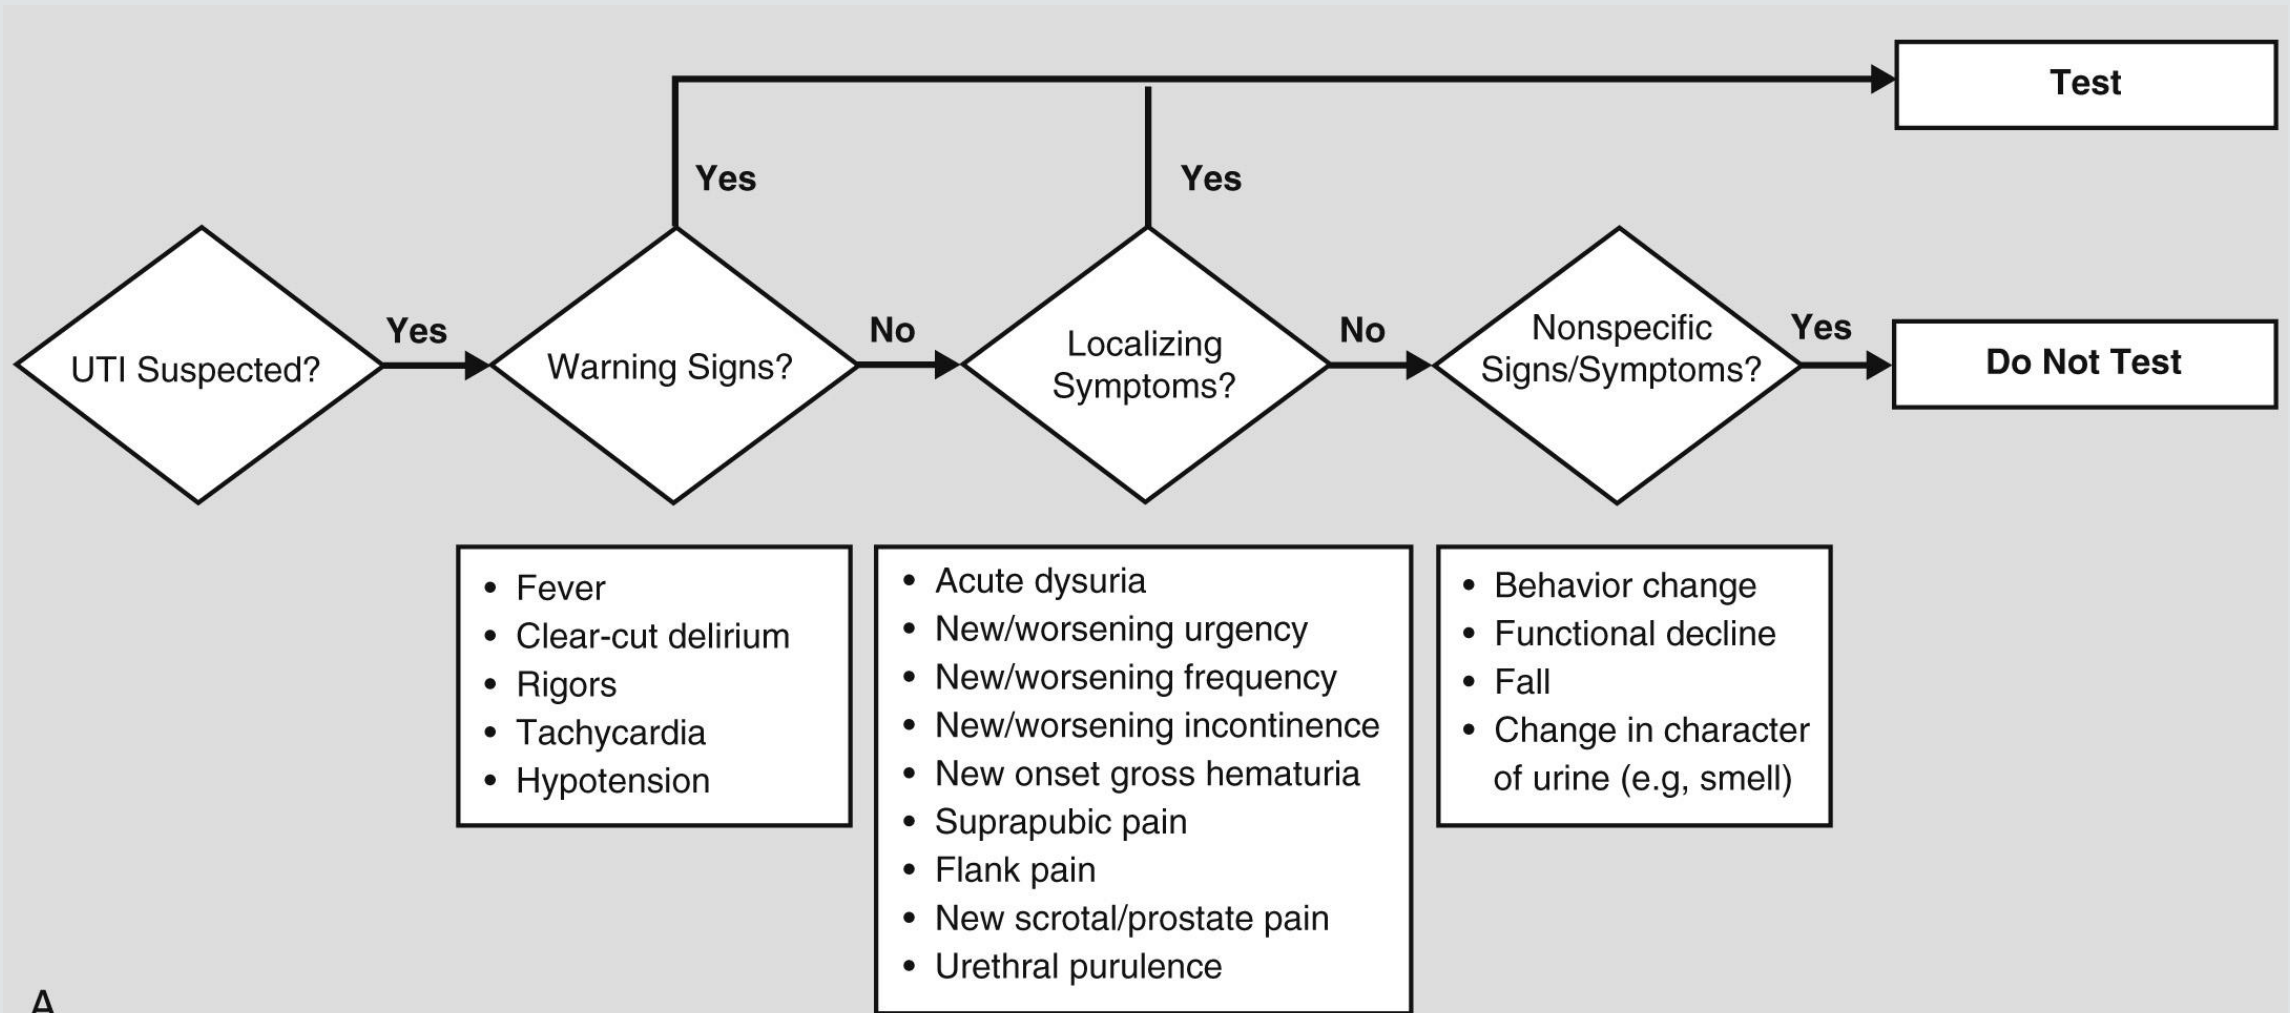 Test
Yes
Yes
UTI Suspected?
Yes
Warning Signs?
No
Localizing
Symptoms?
No
Nonspecific
Signs/Symptoms?
Yes
Do Not Test
• Fever
• Clear-cut delirium
• Rigors
• Tachycardia
• Hypotension
• Acute dysuria
• New/worsening urgency
• New/worsening frequency
• New/worsening incontinence
• New onset gross hematuria
• Suprapubic pain
• Flank pain
• New scrotal/prostate pain
• Urethral purulence
• Behavior change
• Functional decline
• Fall
• Change in character
of urine (e.g, smell)
A